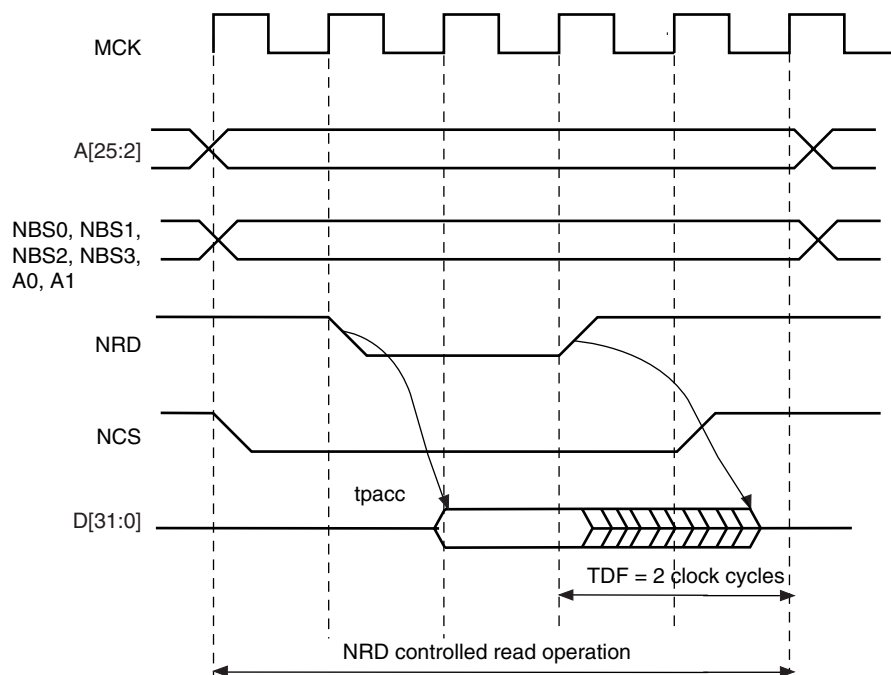 MCK
A[25:2]
NBS0, NBS1,
NBS2, NBS3,
A0, A1
NRD
NCS
tpacc
D[31:0]
TDF = 2 clock cycles
NRD controlled read operation